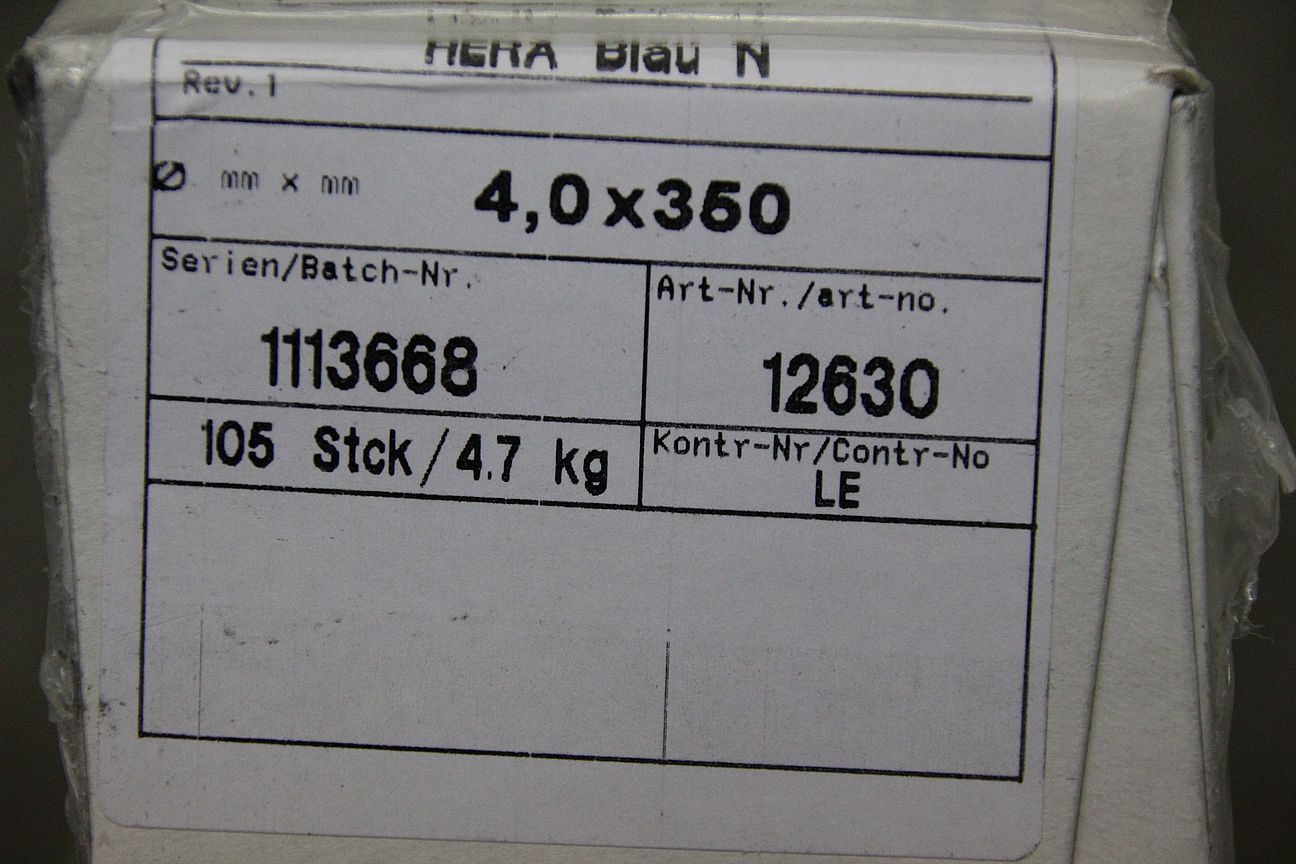 HERA Blau N
Rev.1
Ø mm x mm 4,0x350
Serien/Batch-Nr.
1113668
Art-Nr./art-no.
12630
105 Stck/4.7 kg
Kontr-Nr/Contr-No
LE